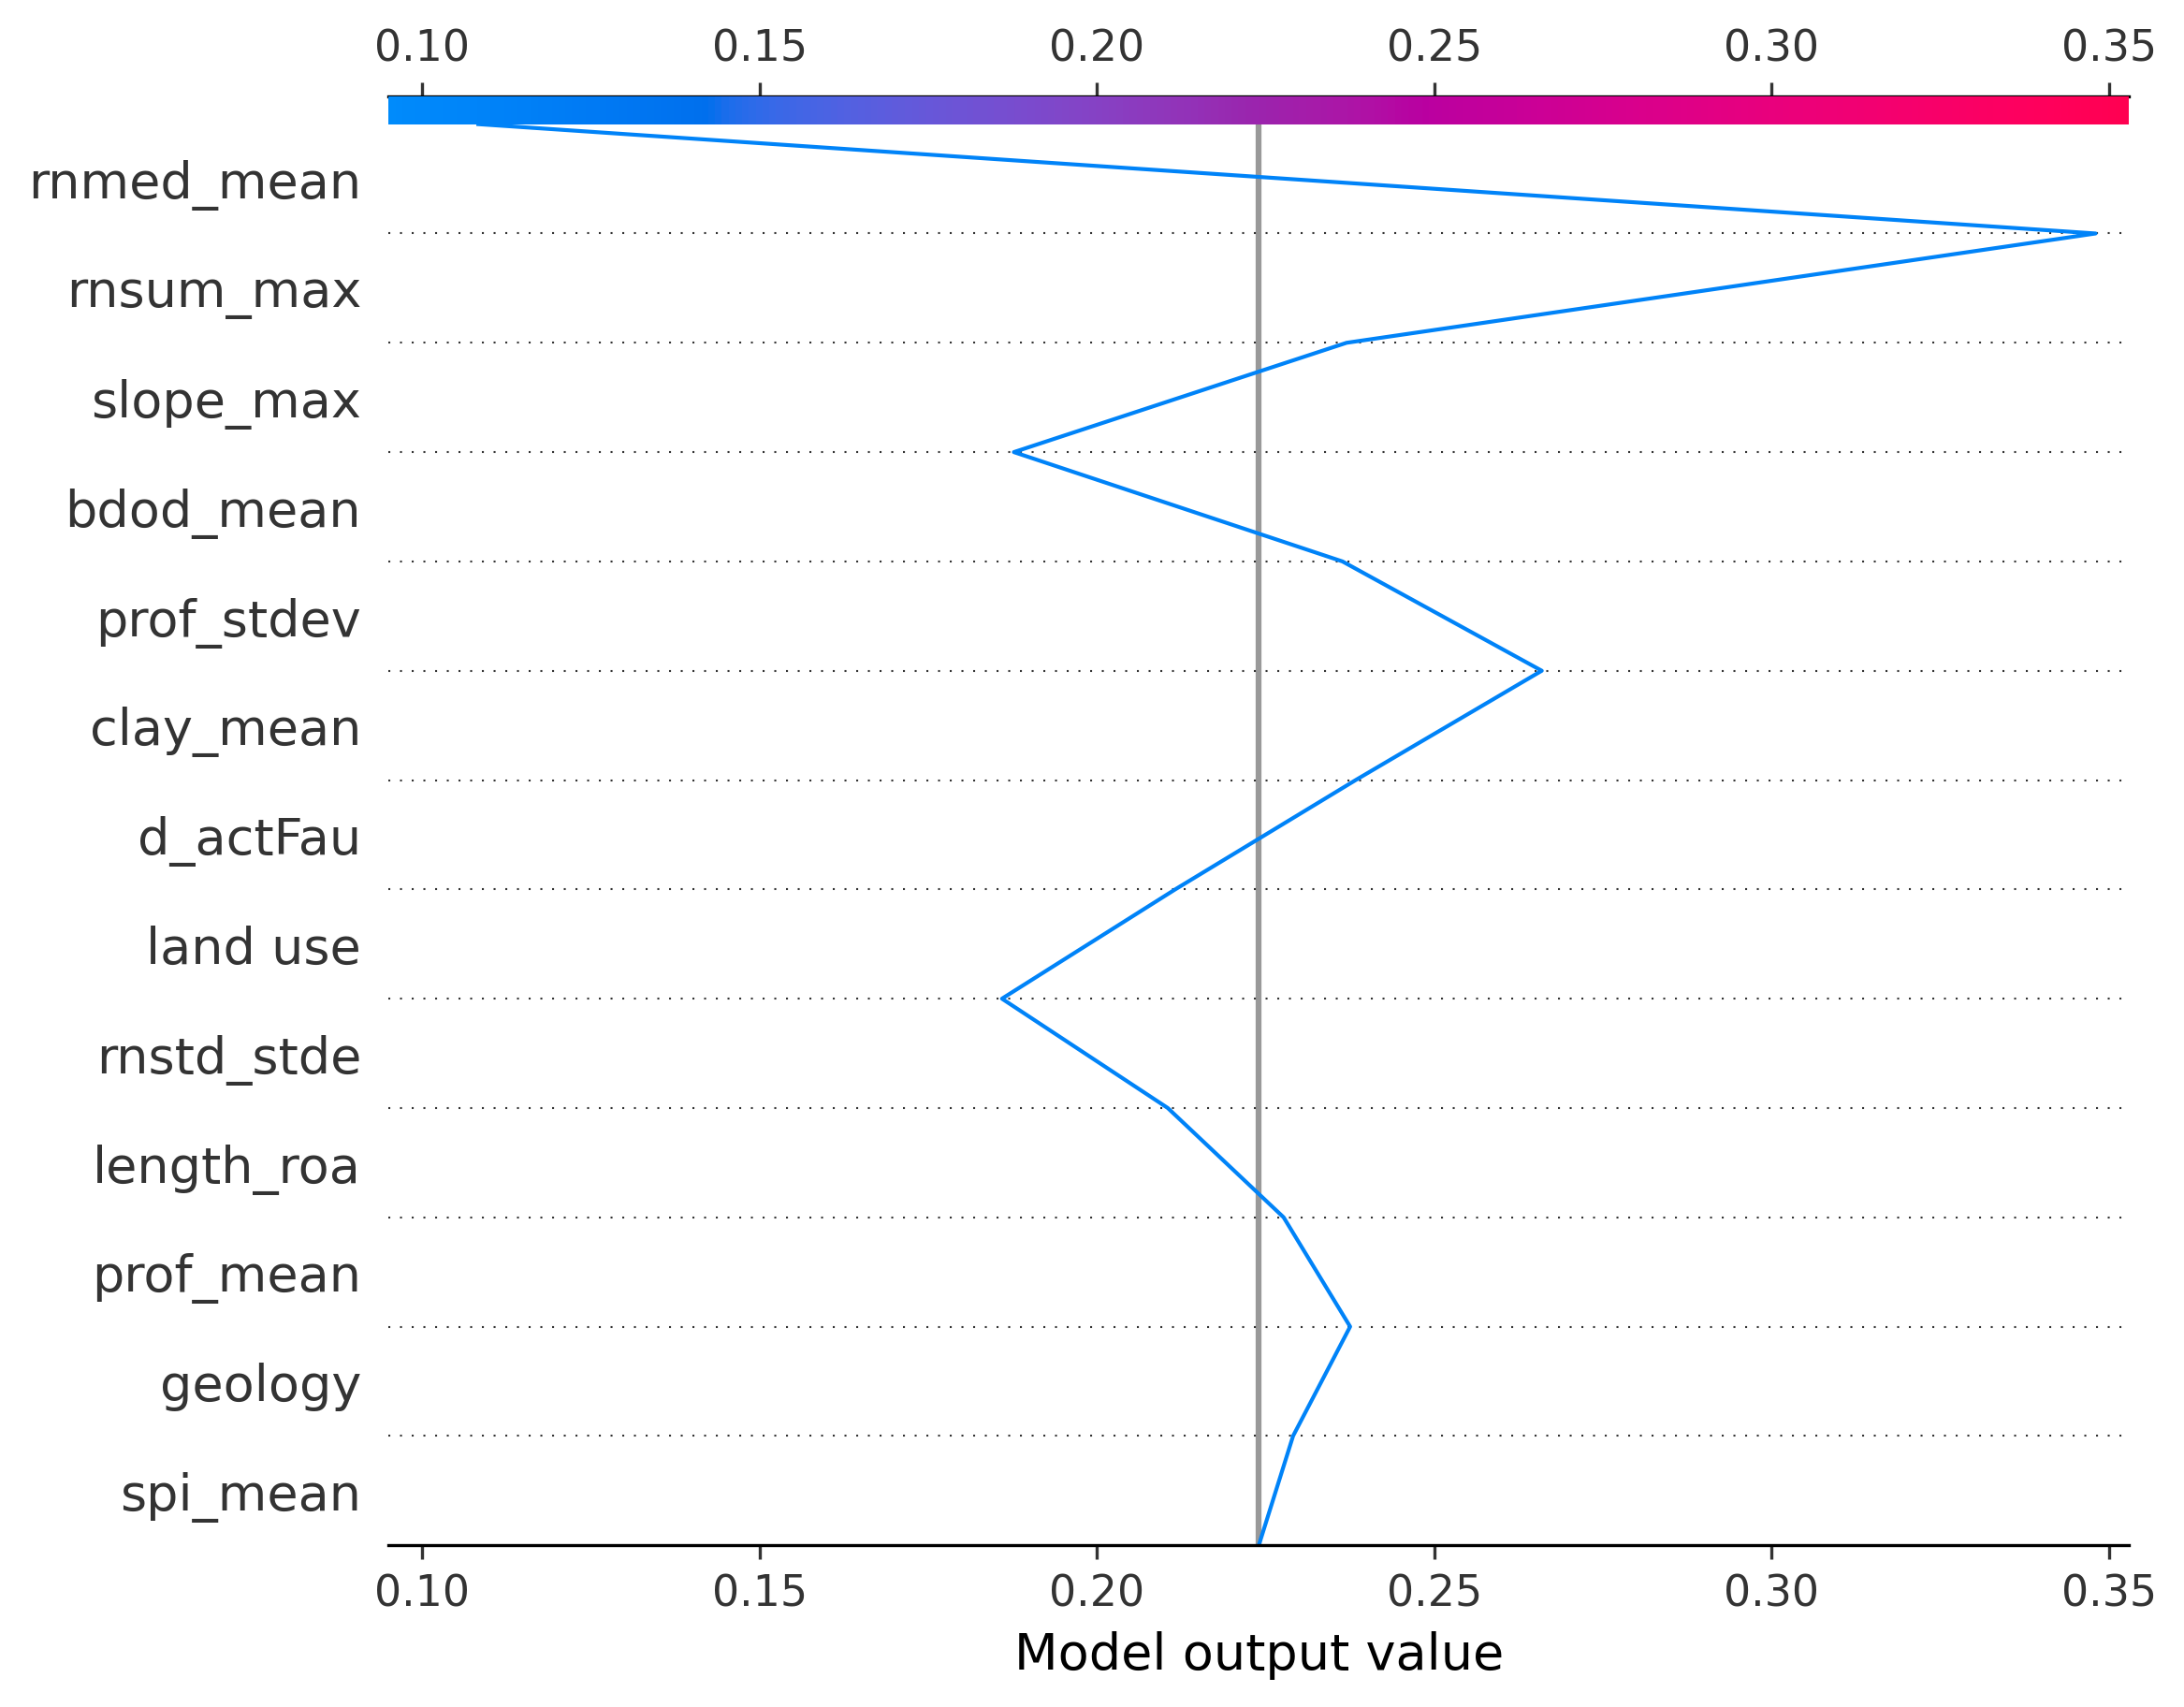 0.10 0.15 0.20 0.25 0.30 0.35
rnmed_mean
rnsum_max
slope_max
bdod_mean
prof_stdev
clay_mean
d_actFau
land use
rnstd_stde
length_roa
prof_mean
geology
spi_mean
0.10 0.15 0.20 0.25 0.30 0.35
Model output value